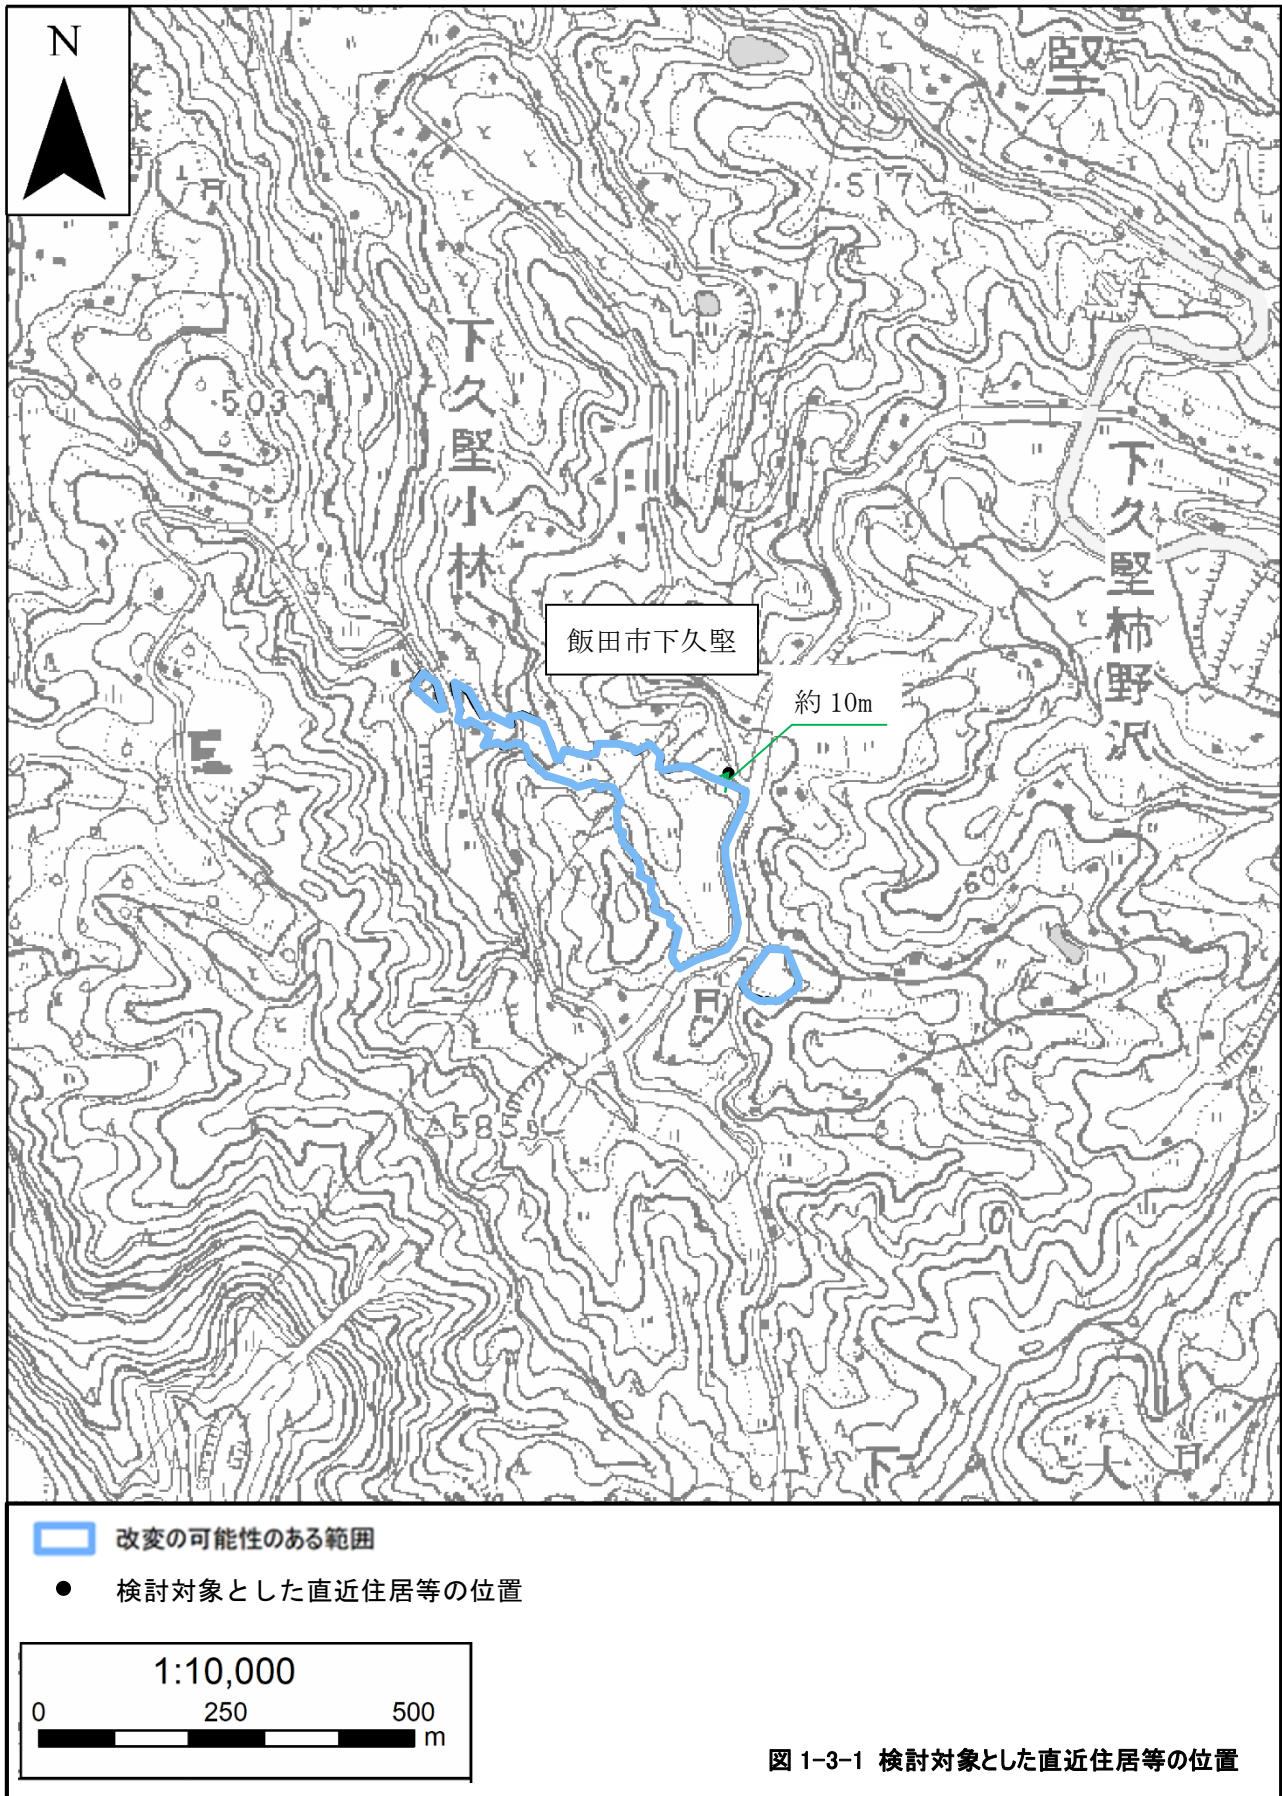 N
堅
517
下久堅小林
503
下久堅柿野沢
飯田市下久堅
約 10m
600
585
下
大
改変の可能性のある範囲
検討対象とした直近住居等の位置
1:10,000
0 250 500
m
図 1-3-1 検討対象とした直近住居等の位置